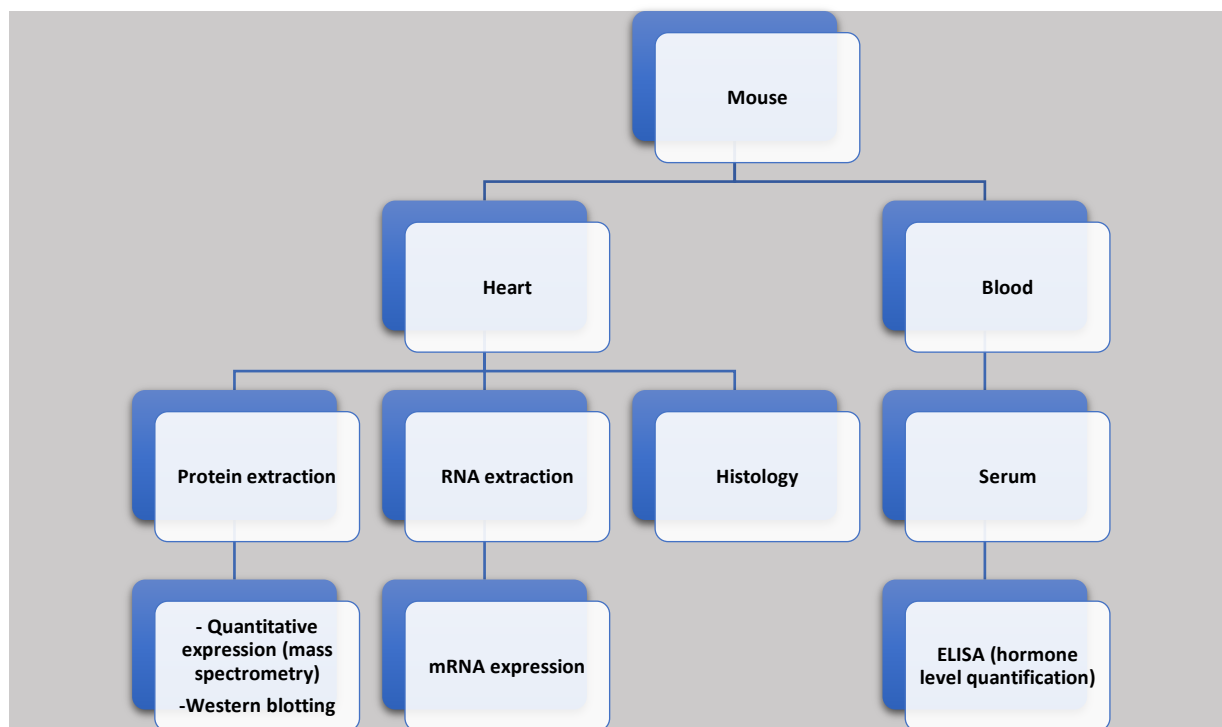 Mouse
Heart
Blood
Protein extraction
RNA extraction
Histology
Serum
- Quantitative
expression (mass
spectrometry)
-Western blotting
mRNA expression
ELISA (hormone
level quantification)